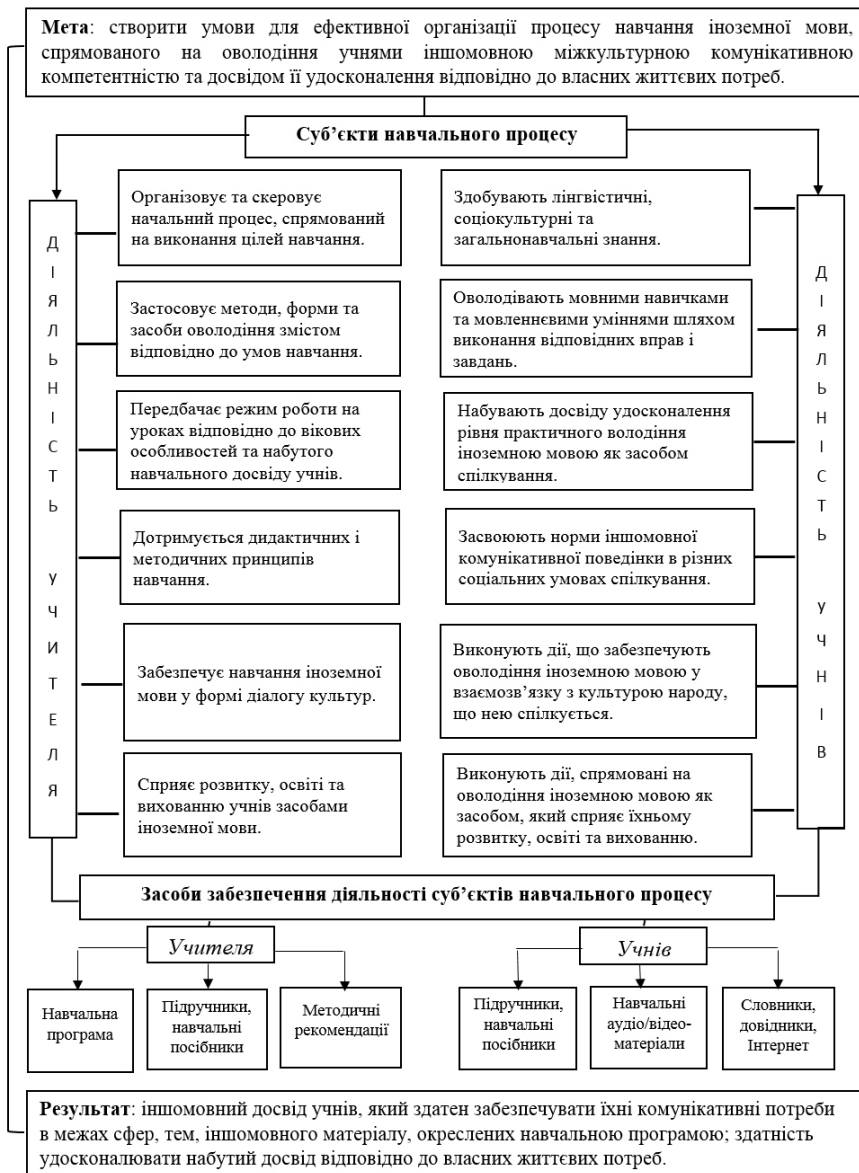 Мета: створити умови для ефективної організації процесу навчання іноземної мови,
спрямованого на оволодіння учнями іншомовною міжкультурною комунікативною
компетентністю та досвідом її удосконалення відповідно до власних життєвих потреб.
Суб’єкти навчального процесу
ДІЯЛЬНІСТЬ УЧИТЕЛЯ
Організовує та скеровує
начальний процес, спрямований
на виконання цілей навчання.
Застосовує методи, форми та
засоби оволодіння змістом
відповідно до умов навчання.
Передбачає режим роботи на
уроках відповідно до вікових
особливостей та набутого
навчального досвіду учнів.
Дотримується дидактичних і
методичних принципів
навчання.
Забезпечує навчання іноземної
мови у формі діалогу культур.
Сприяє розвитку, освіті та
вихованню учнів засобами
іноземної мови.
Здобувають лінгвістичні,
соціокультурні та
загальнонавчальні знання.
Оволодівають мовними навичками
та мовленнєвими уміннями шляхом
виконання відповідних вправ і
завдань.
Набувають досвіду удосконалення
рівня практичного володіння
іноземною мовою як засобом
спілкування.
Засвоюють норми іншомовної
комунікативної поведінки в різних
соціальних умовах спілкування.
Виконують дії, що забезпечують
оволодіння іноземною мовою у
взаємозв’язку з культурою народу,
що нею спілкується.
Виконують дії, спрямовані на
оволодіння іноземною мовою як
засобом, який сприяє їхньому
розвитку, освіті та вихованню.
ДІЯЛЬНІСТЬ УЧНІВ
Засоби забезпечення діяльності суб’єктів навчального процесу
Учителя
Навчальна
програма
Підручники,
навчальні
посібники
Методичні
рекомендації
Учнів
Підручники,
навчальні
посібники
Навчальні
аудіо/відео-
матеріали
Словники,
довідники,
Інтернет
Результат: іншомовний досвід учнів, який здатен забезпечувати їхні комунікативні потреби
в межах сфер, тем, іншомовного матеріалу, окреслених навчальною програмою; здатність
удосконалювати набутий досвід відповідно до власних життєвих потреб.